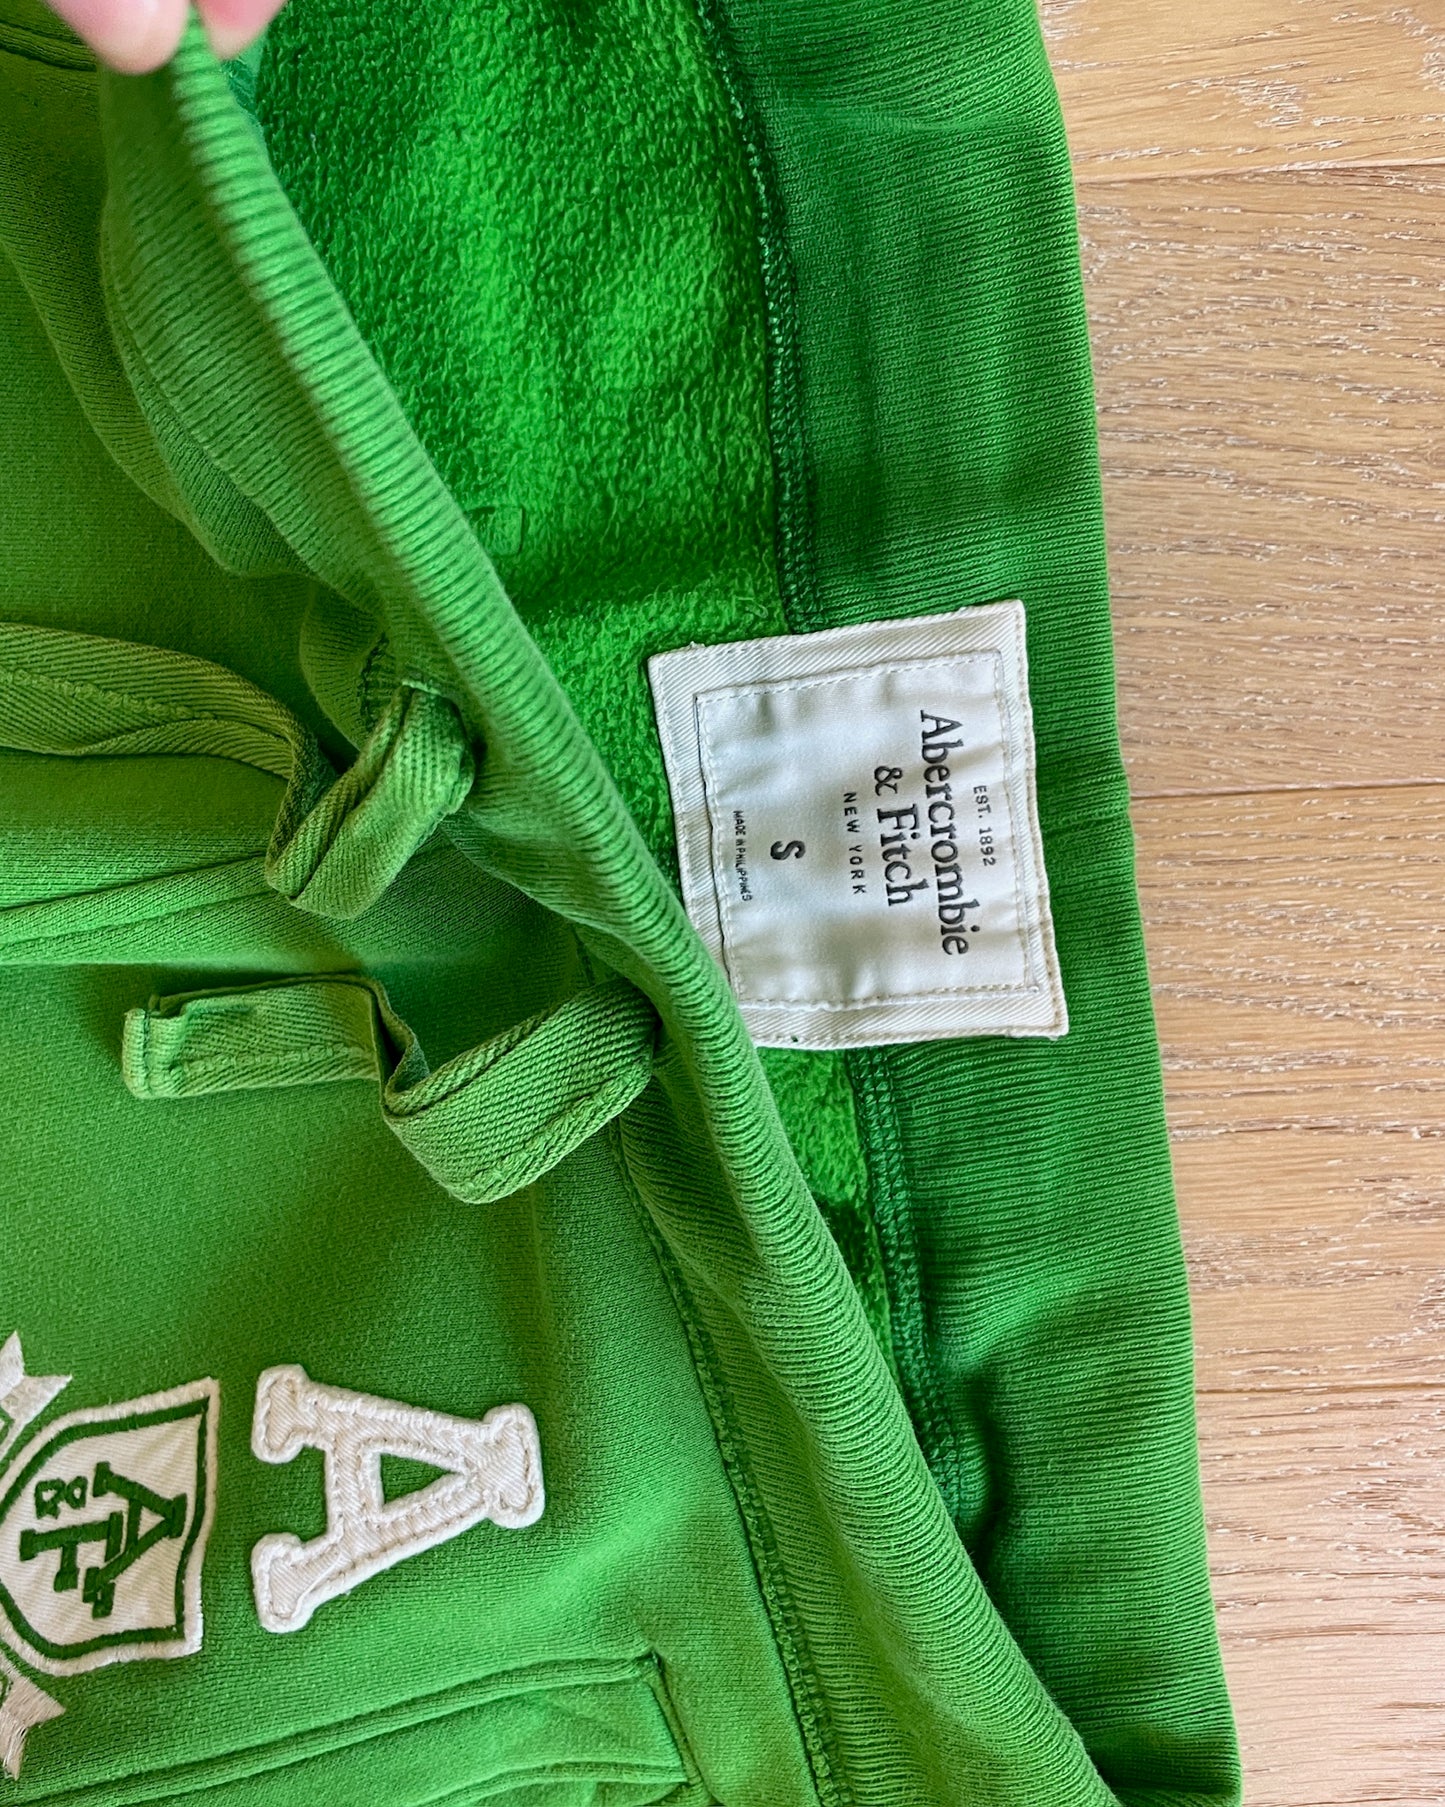 EST. 1892
Abercrombie
& Fitch
NEW YORK
S
MADE IN PHILIPPINES
A
A&F